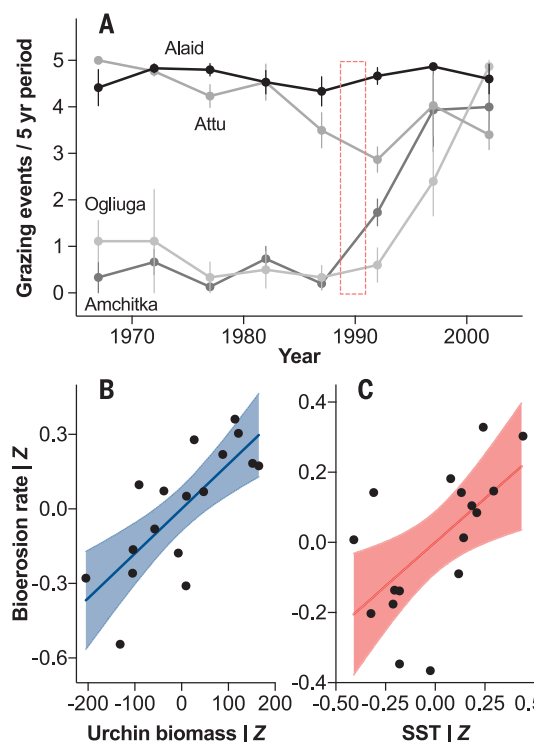 A
Grazing events / 5 yr period
5
4
3
2
1
0
Alaid
Attu
Ogliuga
Amchitka
1970 1980 1990 2000
Year
B
Bioerosion rate | Z
0.3
0.0
-0.3
-0.6
-200 -100 0 100 200
Urchin biomass | Z
C
0.4
0.2
0.0
-0.2
-0.4
-0.50 -0.25 0.00 0.25 0.5
SST | Z